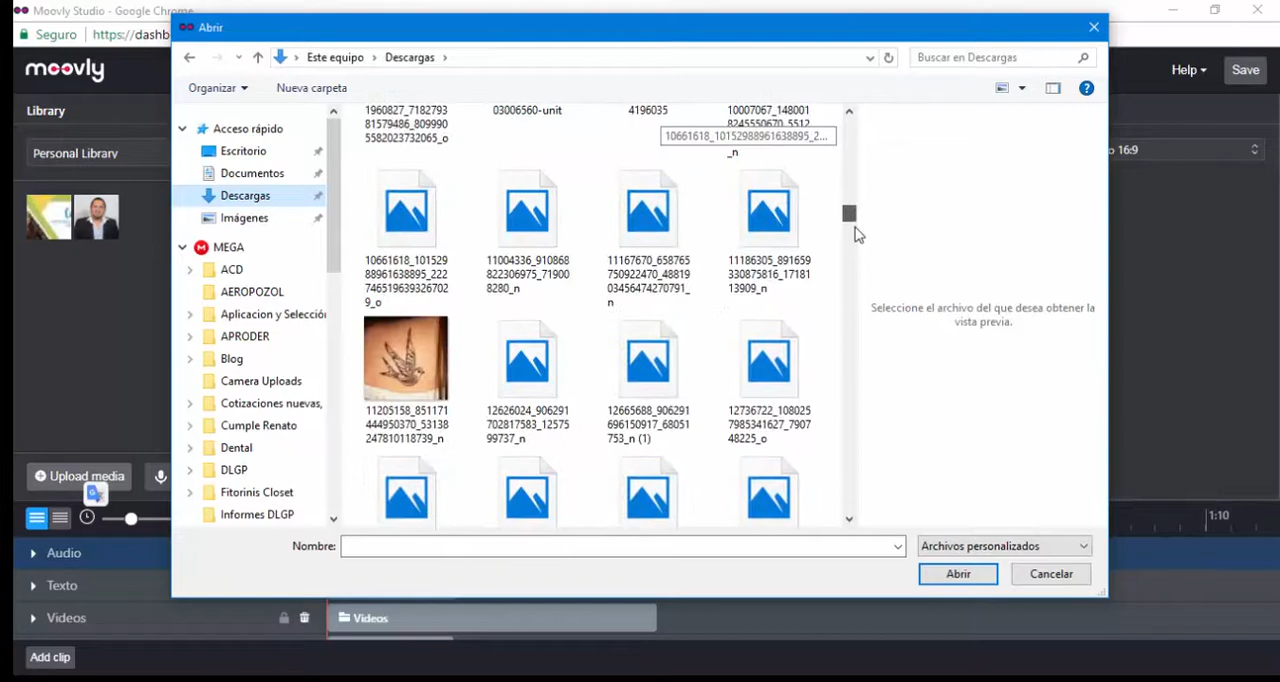 Moovly Studio - Google Chrome
Seguro
https://dashb
moovly
Help
Save
Library
Personal Library
o 16:9
Upload media
1:10
Audio
Texto
Videos
Videos
Add clip
Abrir
Este equipo
Descargas
Buscar en Descargas
Organizar
Nueva carpeta
Acceso rápido
Escritorio
Documentos
Descargas
Imágenes
MEGA
ACD
AEROPOZOL
Aplicacion y Selección
APRODER
Blog
Camera Uploads
Cotizaciones nuevas,
Cumple Renato
Dental
DLGP
Fitorinis Closet
Informes DLGP
1960827_7182793
81579486_809990
5582023732065_o
03006560-unit
4196035
10007067_148001
8245550670_5512
_n
10661618_10152988961638895_2...
10661618_101529
88961638895_222
746519639326702
9_o
11004336_910868
822306975_71900
8280_n
11167670_658765
750922470_48819
03456474270791_
n
11186305_891659
330875816_17181
13909_n
11205158_851171
444950370_53138
247810118739_n
12626024_906291
702817583_12575
99737_n
12665688_906291
696150917_68051
753_n (1)
12736722_108025
7985341627_7907
48225_o
Seleccione el archivo del que desea obtener la
vista previa.
Nombre:
Archivos personalizados
Abrir
Cancelar